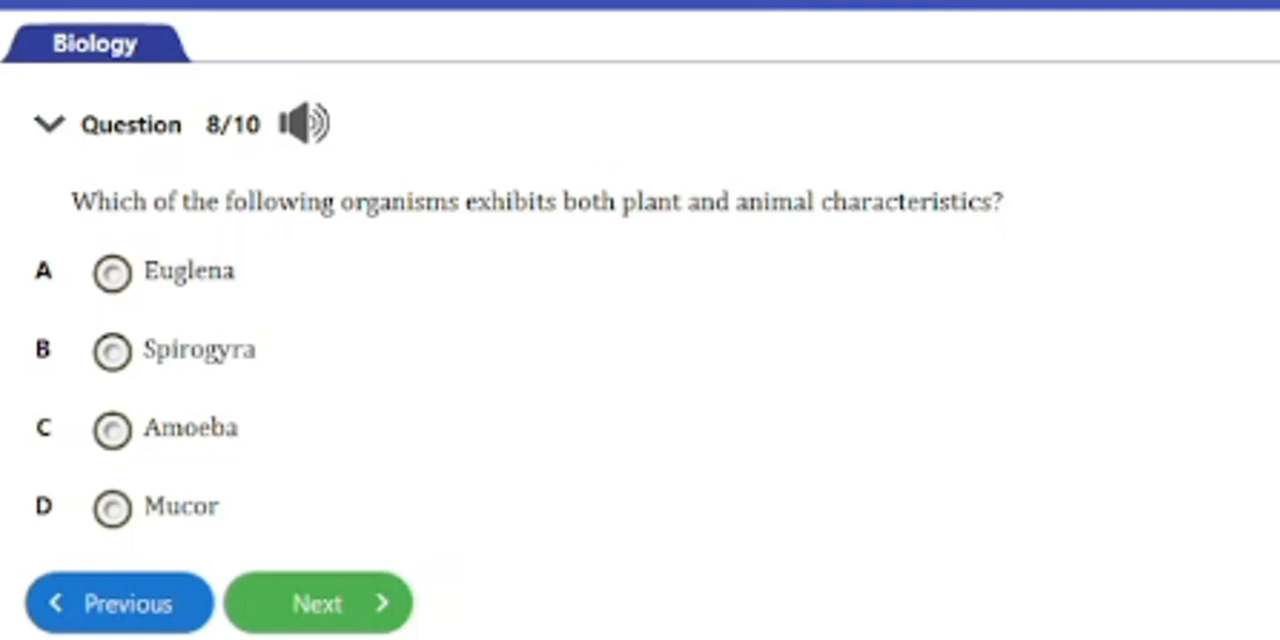 Biology
Question 8/10
Which of the following organisms exhibits both plant and animal characteristics?
A Euglena
B Spirogyra
C Amoeba
D Mucor
Previous Next